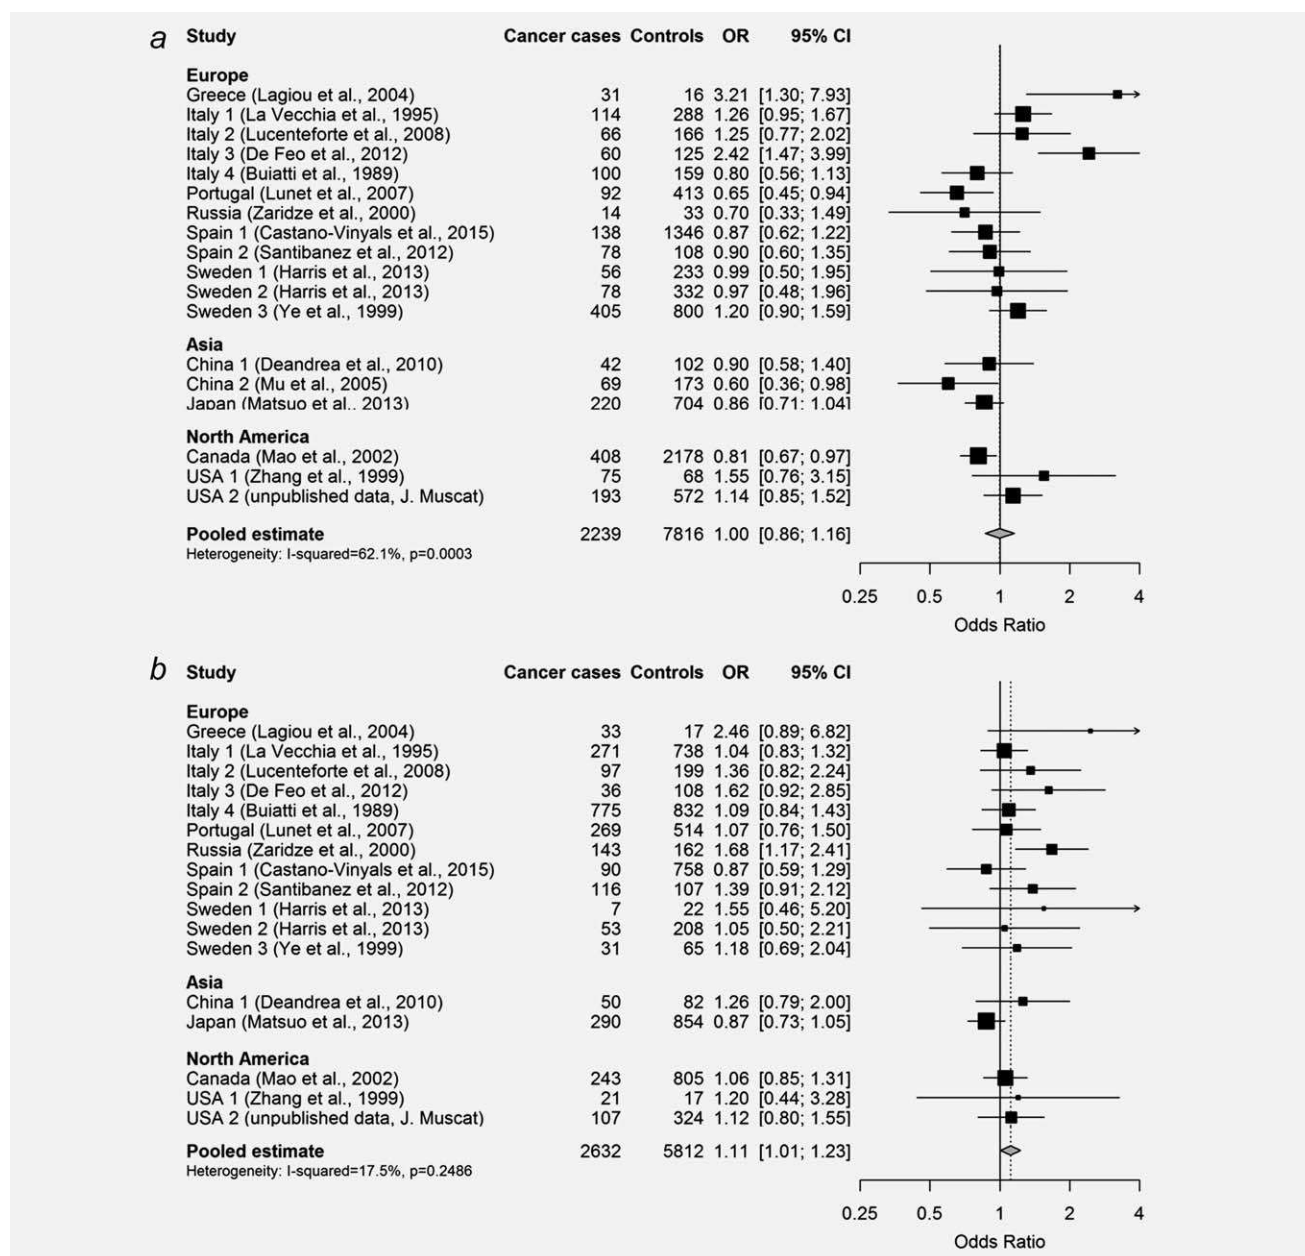 a Study Cancer cases Controls OR 95% CI
Europe
Greece (Lagiou et al., 2004) 31 16 3.21 [1.30; 7.93]
Italy 1 (La Vecchia et al., 1995) 114 288 1.26 [0.95; 1.67]
Italy 2 (Lucenteforte et al., 2008) 66 166 1.25 [0.77; 2.02]
Italy 3 (De Feo et al., 2012) 60 125 2.42 [1.47; 3.99]
Italy 4 (Buiatti et al., 1989) 100 159 0.80 [0.56; 1.13]
Portugal (Lunet et al., 2007) 92 413 0.65 [0.45; 0.94]
Russia (Zaridze et al., 2000) 14 33 0.70 [0.33; 1.49]
Spain 1 (Castano-Vinyals et al., 2015) 138 1346 0.87 [0.62; 1.22]
Spain 2 (Santibanez et al., 2012) 78 108 0.90 [0.60; 1.35]
Sweden 1 (Harris et al., 2013) 56 233 0.99 [0.50; 1.95]
Sweden 2 (Harris et al., 2013) 78 332 0.97 [0.48; 1.96]
Sweden 3 (Ye et al., 1999) 405 800 1.20 [0.90; 1.59]
Asia
China 1 (Deandrea et al., 2010) 42 102 0.90 [0.58; 1.40]
China 2 (Mu et al., 2005) 69 173 0.60 [0.36; 0.98]
Japan (Matsuo et al., 2013) 220 704 0.86 [0.71; 1.04]
North America
Canada (Mao et al., 2002) 408 2178 0.81 [0.67; 0.97]
USA 1 (Zhang et al., 1999) 75 68 1.55 [0.76; 3.15]
USA 2 (unpublished data, J. Muscat) 193 572 1.14 [0.85; 1.52]
Pooled estimate 2239 7816 1.00 [0.86; 1.16]
Heterogeneity: I-squared=62.1%, p=0.0003
0.25 0.5 1 2 4
Odds Ratio
b Study Cancer cases Controls OR 95% CI
Europe
Greece (Lagiou et al., 2004) 33 17 2.46 [0.89; 6.82]
Italy 1 (La Vecchia et al., 1995) 271 738 1.04 [0.83; 1.32]
Italy 2 (Lucenteforte et al., 2008) 97 199 1.36 [0.82; 2.24]
Italy 3 (De Feo et al., 2012) 36 108 1.62 [0.92; 2.85]
Italy 4 (Buiatti et al., 1989) 775 832 1.09 [0.84; 1.43]
Portugal (Lunet et al., 2007) 269 514 1.07 [0.76; 1.50]
Russia (Zaridze et al., 2000) 143 162 1.68 [1.17; 2.41]
Spain 1 (Castano-Vinyals et al., 2015) 90 758 0.87 [0.59; 1.29]
Spain 2 (Santibanez et al., 2012) 116 107 1.39 [0.91; 2.12]
Sweden 1 (Harris et al., 2013) 7 22 1.55 [0.46; 5.20]
Sweden 2 (Harris et al., 2013) 53 208 1.05 [0.50; 2.21]
Sweden 3 (Ye et al., 1999) 31 65 1.18 [0.69; 2.04]
Asia
China 1 (Deandrea et al., 2010) 50 82 1.26 [0.79; 2.00]
Japan (Matsuo et al., 2013) 290 854 0.87 [0.73; 1.05]
North America
Canada (Mao et al., 2002) 243 805 1.06 [0.85; 1.31]
USA 1 (Zhang et al., 1999) 21 17 1.20 [0.44; 3.28]
USA 2 (unpublished data, J. Muscat) 107 324 1.12 [0.80; 1.55]
Pooled estimate 2632 5812 1.11 [1.01; 1.23]
Heterogeneity: I-squared=17.5%, p=0.2486
0.25 0.5 1 2 4
Odds Ratio